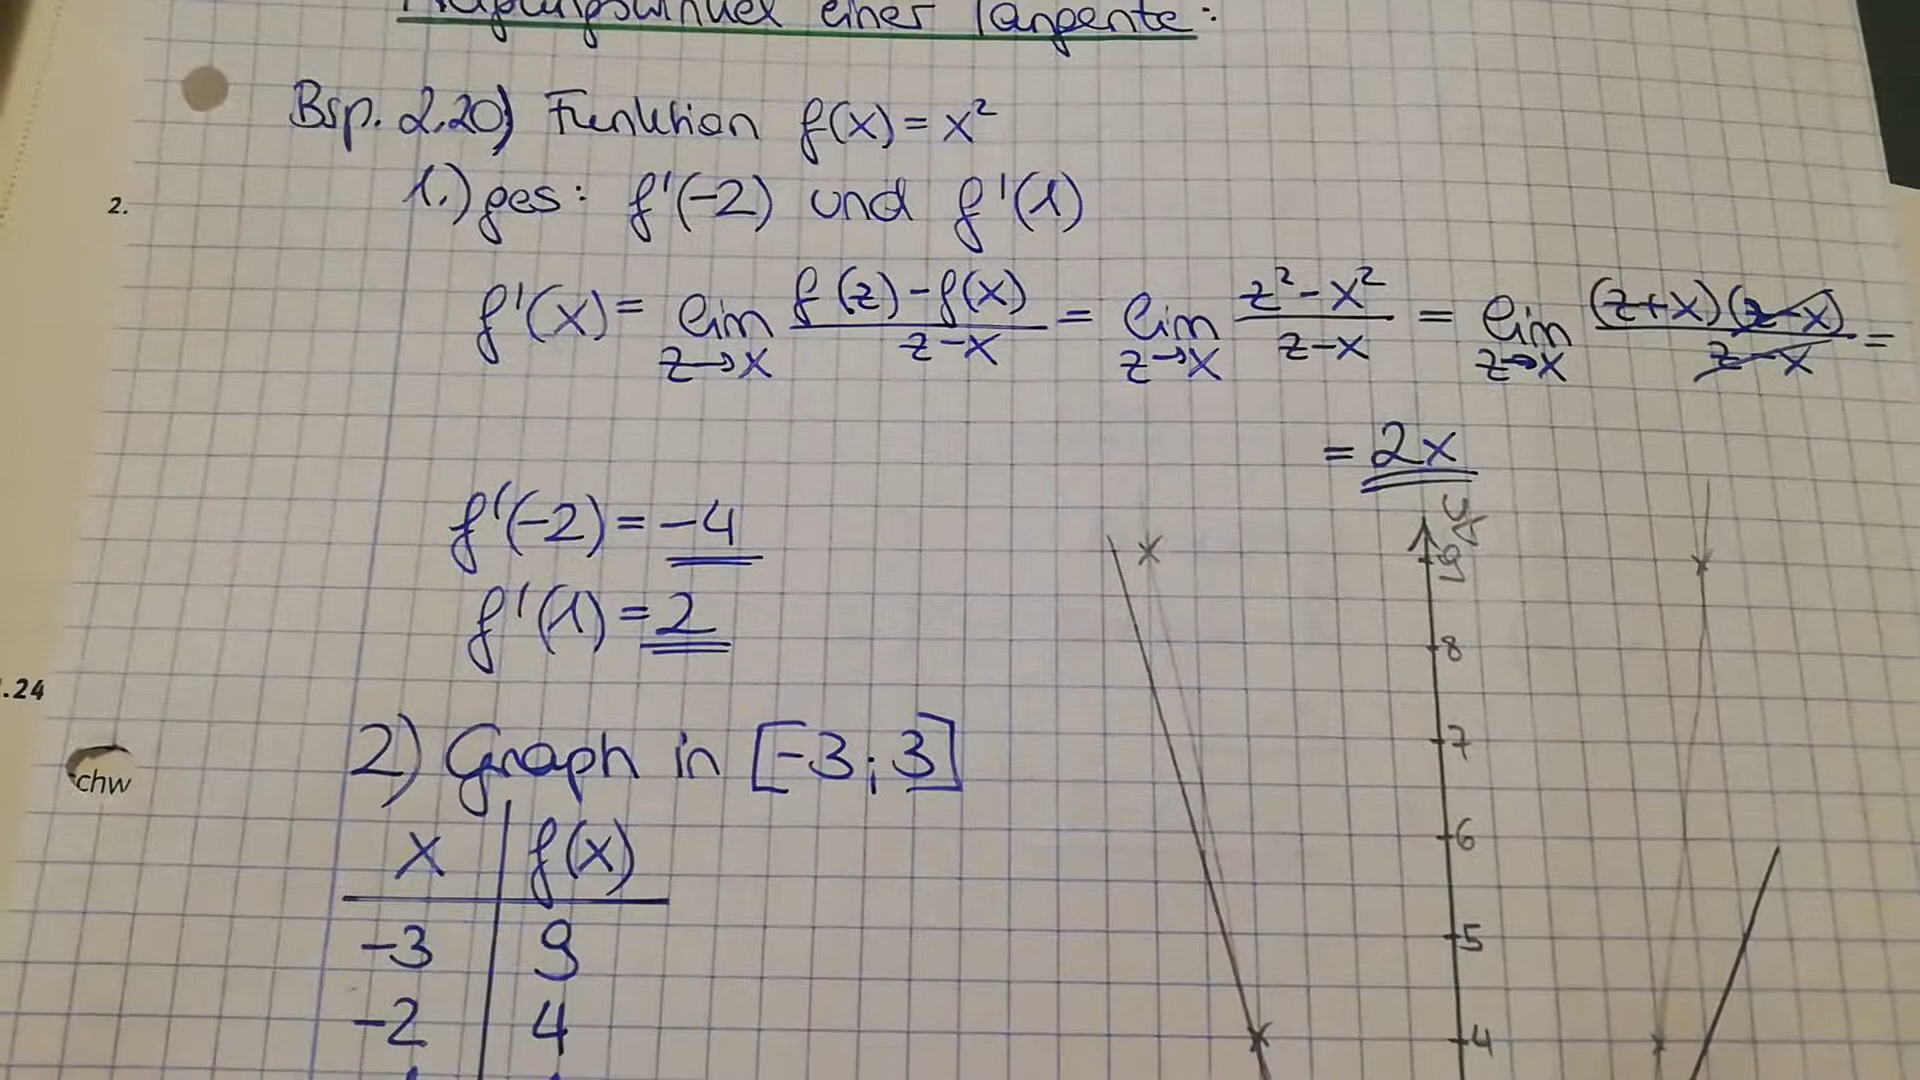 einer Tangente:
Bsp. 2.20) Funktion f(x) = x²
2.
1.) ges: f'(-2) und f'(1)
f'(x) = lim z→x (f(z)-f(x))/(z-x) = lim z→x (z²-x²)/(z-x) = lim z→x ((z+x)(z-x))/(z-x) =
= 2x
f'(-2) = -4
f'(1) = 2
.24
2) Graph in [-3; 3]
chw
x | f(x)
-3 | 9
-2 | 4
y
9
8
7
6
5
4